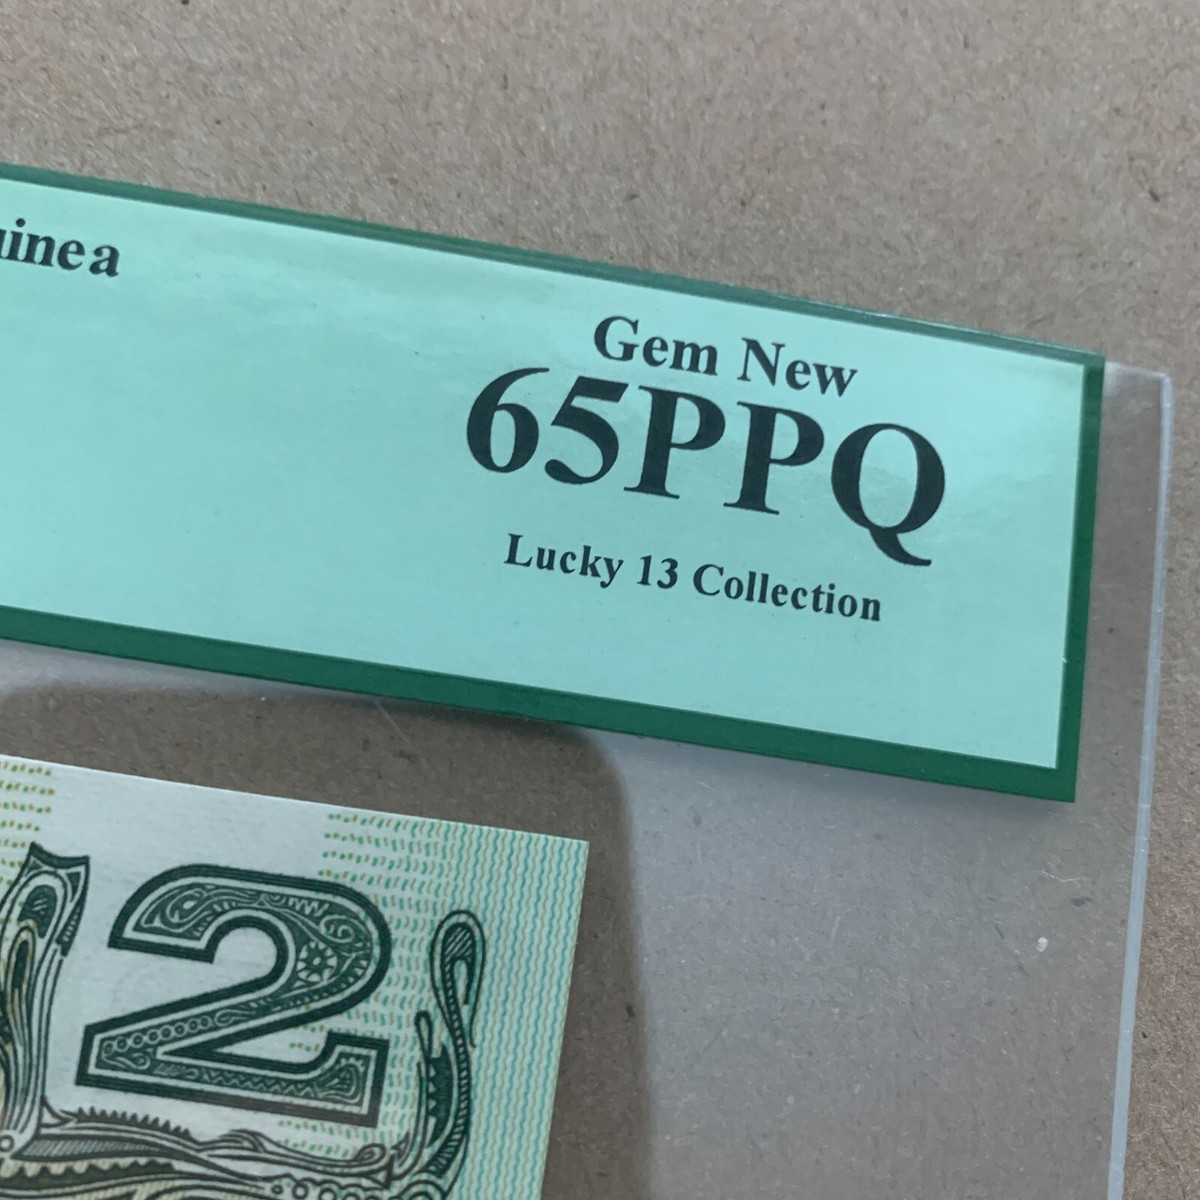 uinea
Gem New
65PPQ
Lucky 13 Collection
2